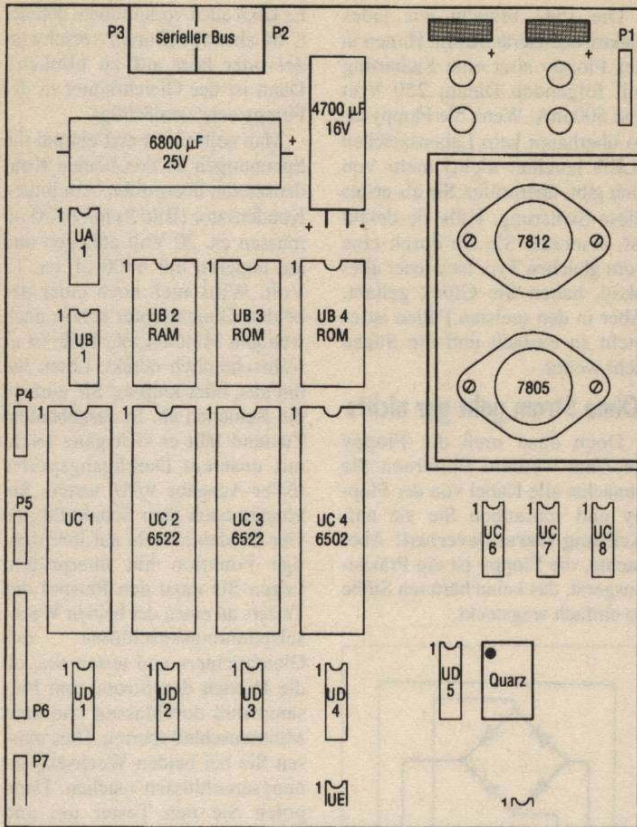 P3
P2
P1
serieller Bus
4700 µF
16V
6800 µF
25V
+
+ -
1
UA
1
7812
1
UB
1
1
UB 2
RAM
1
UB 3
ROM
1
UB 4
ROM
7805
P4
1
UC 1
1
UC 2
6522
1
UC 3
6522
1
UC 4
6502
P5
1
UC
6
1
UC
7
1
UC
8
1
UD
1
1
UD
2
1
UD
3
1
UD
4
1
UD
5
Quarz
P6
P7
1
UE
1